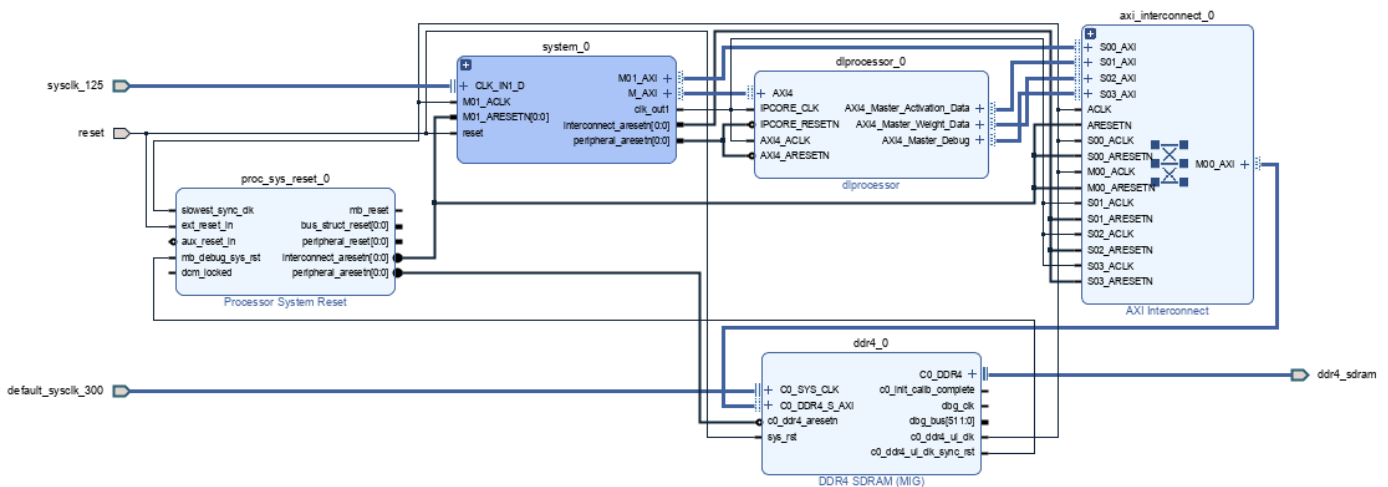 axi_interconnect_0
system_0
S00_AXI
S01_AXI
S02_AXI
S03_AXI
ACLK
ARESETN
S00_ACLK
S00_ARESETN
M00_ACLK
M00_ARESETN
S01_ACLK
S01_ARESETN
S02_ACLK
S02_ARESETN
S03_ACLK
S03_ARESETN
M00_AXI
AXI Interconnect
sysclk_125
reset
CLK_IN1_D
M01_ACLK
M01_ARESETN[0:0]
reset
M01_AXI
M_AXI
clk_out1
interconnect_aresetn[0:0]
peripheral_aresetn[0:0]
dlprocessor_0
AXI4
IPCORE_CLK
IPCORE_RESETN
AXI4_ACLK
AXI4_ARESETN
AXI4_Master_Activation_Data
AXI4_Master_Weight_Data
AXI4_Master_Debug
dlprocessor
proc_sys_reset_0
slowest_sync_clk
ext_reset_in
aux_reset_in
mb_debug_sys_rst
dcm_locked
mb_reset
bus_struct_reset[0:0]
peripheral_reset[0:0]
interconnect_aresetn[0:0]
peripheral_aresetn[0:0]
Processor System Reset
default_sysclk_300
ddr4_0
C0_SYS_CLK
C0_DDR4_S_AXI
c0_ddr4_aresetn
sys_rst
C0_DDR4
c0_init_calib_complete
dbg_clk
dbg_bus[511:0]
c0_ddr4_ui_clk
c0_ddr4_ui_clk_sync_rst
DDR4 SDRAM (MIG)
ddr4_sdram